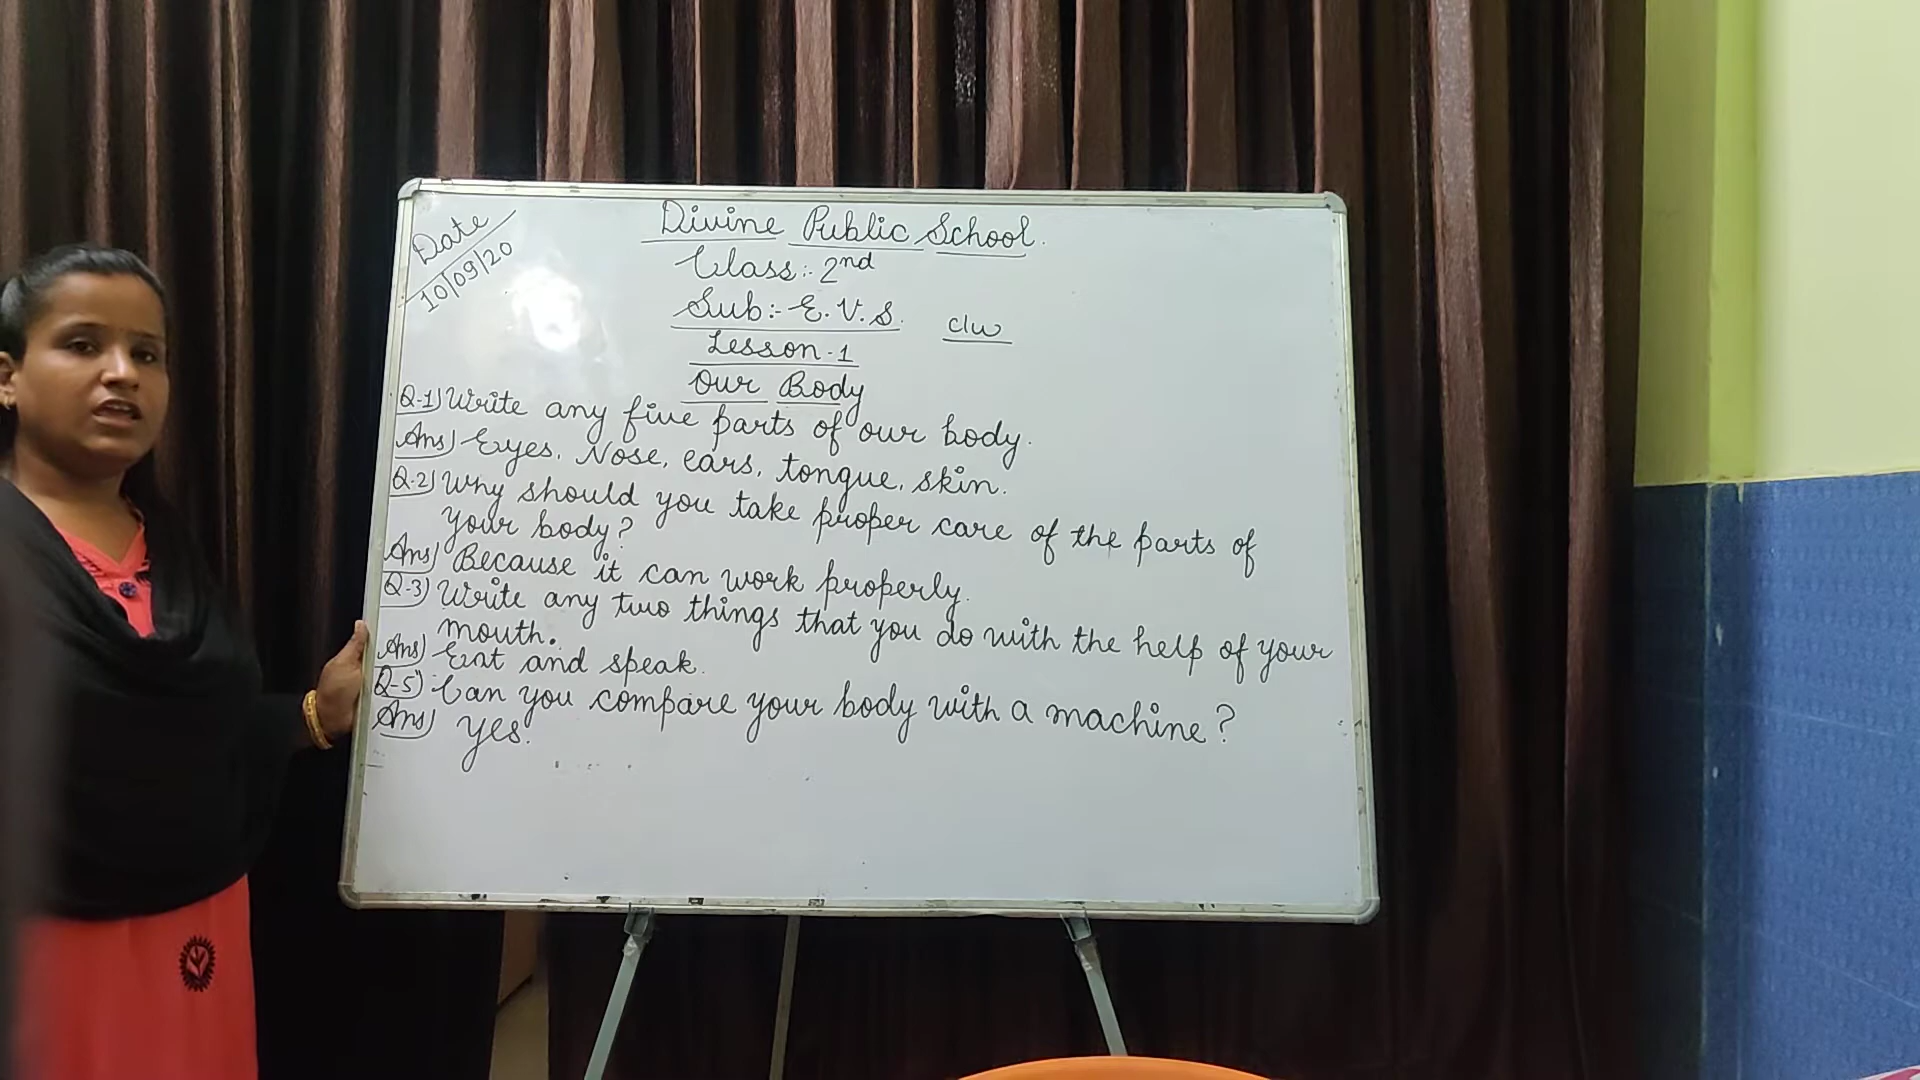 Date
10/09/20
Divine Public School.
Class:- 2nd
Sub:- E.V.S.
c/w
Lesson-1
Our Body
Q-1) Write any five parts of our body.
Ans) Eyes, Nose, ears, tongue, skin.
Q.2) Why should you take proper care of the parts of
your body?
Ans) Because it can work properly.
Q-3) Write any two things that you do with the help of your
mouth.
Ans) Eat and speak.
Q-5) Can you compare your body with a machine?
Ans) Yes.